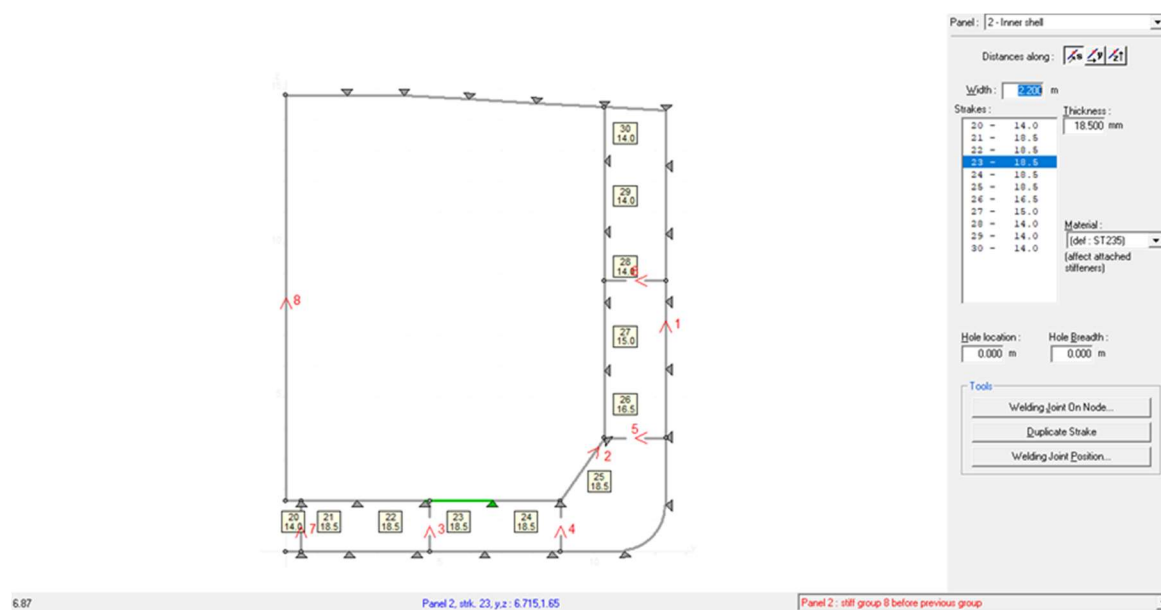 Panel : 2 - Inner shell
Distances along :
Width : 2.200 m
Strakes :
Thickness :
18.500 mm
20 - 14.0
21 - 18.5
22 - 18.5
23 - 18.5
24 - 18.5
25 - 18.5
26 - 16.5
27 - 15.0
28 - 14.0
29 - 14.0
30 - 14.0
Material :
(def : ST235)
(affect attached
stiffeners)
Hole location :
0.000 m
Hole Breadth :
0.000 m
Tools
Welding Joint On Node...
Duplicate Strake
Welding Joint Position...
30
14.0
29
14.0
28
14.0
6
8
1
27
15.0
26
16.5
5
2
25
18.5
20
14.0
7
21
18.5
22
18.5
3
23
18.5
24
18.5
4
6.87
Panel 2, strk. 23, y,z : 6.715,1.65
Panel 2 : stiff group 8 before previous group